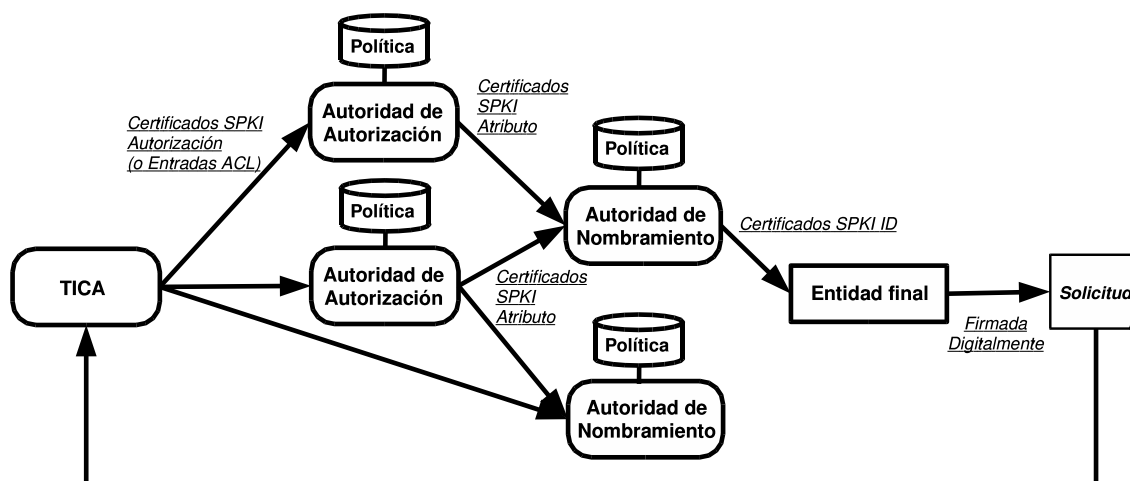 Política
Autoridad de
Autorización
Certificados
SPKI
Atributo
Certificados SPKI
Autorización
(o Entradas ACL)
Política
Autoridad de
Nombramiento
Certificados SPKI ID
Política
Autoridad de
Autorización
Certificados
SPKI
Atributo
TICA
Entidad final
Solicitud
Firmada
Digitalmente
Política
Autoridad de
Nombramiento